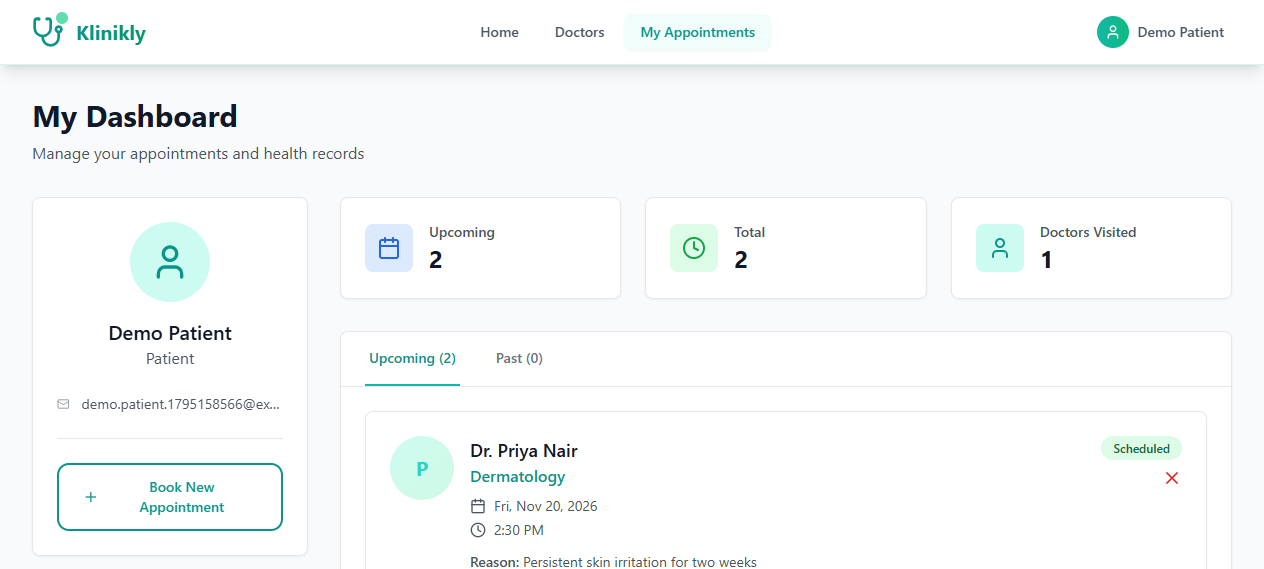 Klinikly
Home
Doctors
My Appointments
Demo Patient
My Dashboard
Manage your appointments and health records
Demo Patient
Patient
demo.patient.1795158566@ex...
Book New
Appointment
Upcoming
2
Total
2
Doctors Visited
1
Upcoming (2)
Past (0)
P
Dr. Priya Nair
Dermatology
Fri, Nov 20, 2026
2:30 PM
Reason: Persistent skin irritation for two weeks
Scheduled